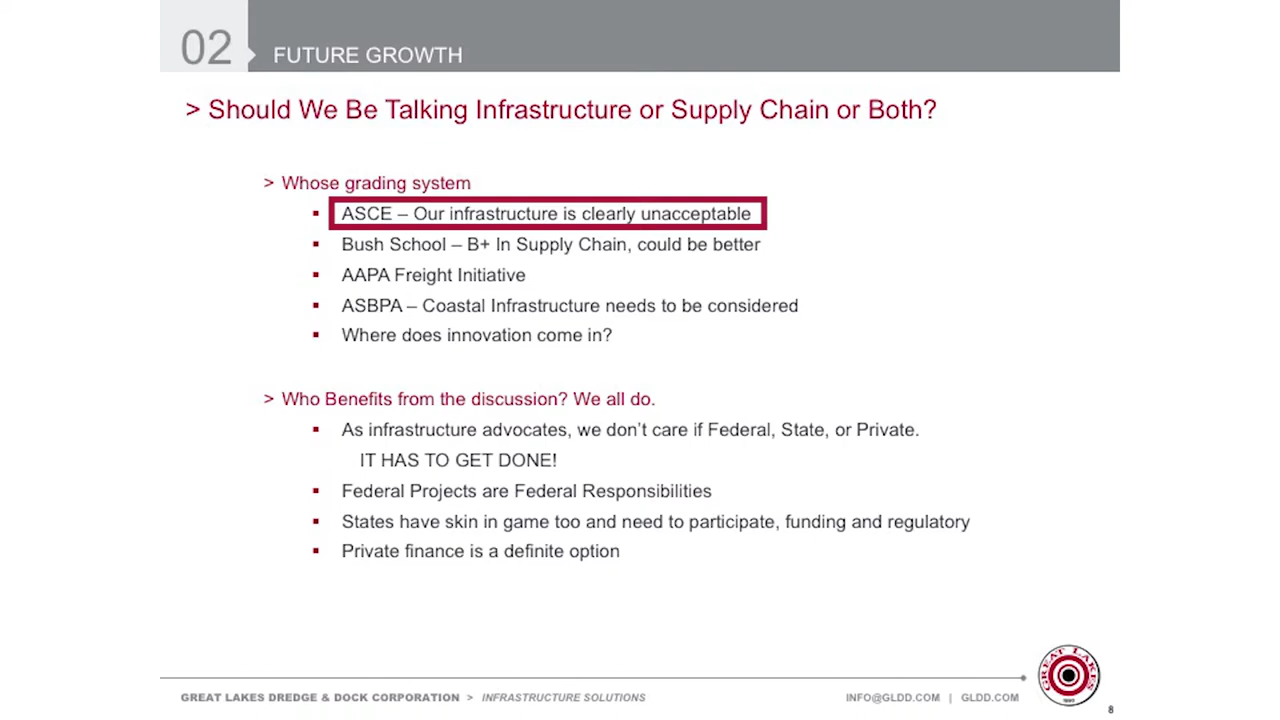 02
FUTURE GROWTH
> Should We Be Talking Infrastructure or Supply Chain or Both?
> Whose grading system
▪ ASCE – Our infrastructure is clearly unacceptable
▪ Bush School – B+ In Supply Chain, could be better
▪ AAPA Freight Initiative
▪ ASBPA – Coastal Infrastructure needs to be considered
▪ Where does innovation come in?
> Who Benefits from the discussion? We all do.
▪ As infrastructure advocates, we don't care if Federal, State, or Private.
IT HAS TO GET DONE!
▪ Federal Projects are Federal Responsibilities
▪ States have skin in game too and need to participate, funding and regulatory
▪ Private finance is a definite option
GREAT LAKES DREDGE & DOCK CORPORATION > INFRASTRUCTURE SOLUTIONS
INFO@GLDD.COM | GLDD.COM
GREAT LAKES
8